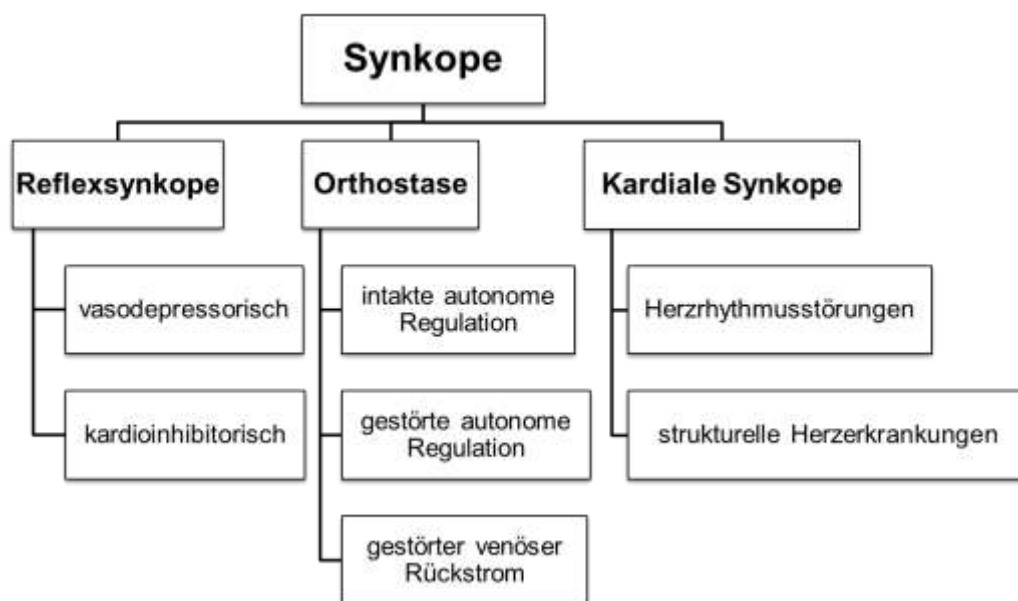 Synkope
Reflexsynkope
Orthostase
Kardiale Synkope
vasodepressorisch
kardioinhibitorisch
intakte autonome
Regulation
gestörte autonome
Regulation
gestörter venöser
Rückstrom
Herzrhythmusstörungen
strukturelle Herzerkrankungen